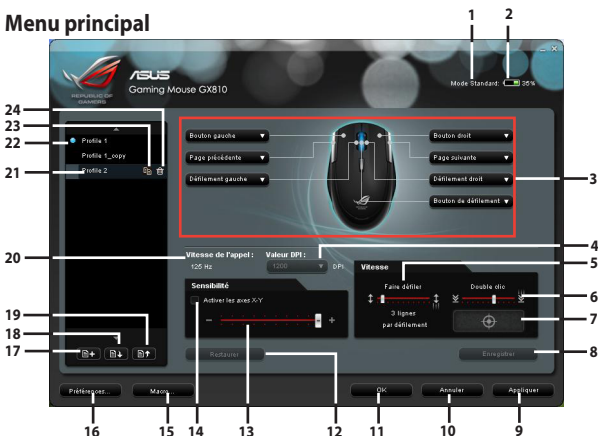 Menu principal
1 2
ASUS
Gaming Mouse GX810
REPUBLIC OF
GAMERS
Mode Standard: 35%
24
23
22
21
Profile 1
Profile 1_copy
Profile 2
Bouton gauche
Page précédente
Défilement gauche
Bouton droit
Page suivante
Défilement droit
Bouton de défilement
3
4
5
6
7
8
20
19
18
17
Vitesse de l'appel :
125 Hz
Valeur DPI :
1200 DPI
Sensibilité
Activer les axes X-Y
- +
Restaurer
Vitesse
Faire défiler
3 lignes
par défilement
Double clic
Enregistrer
Préférences... Macro... OK Annuler Appliquer
16 15 14 13 12 11 10 9